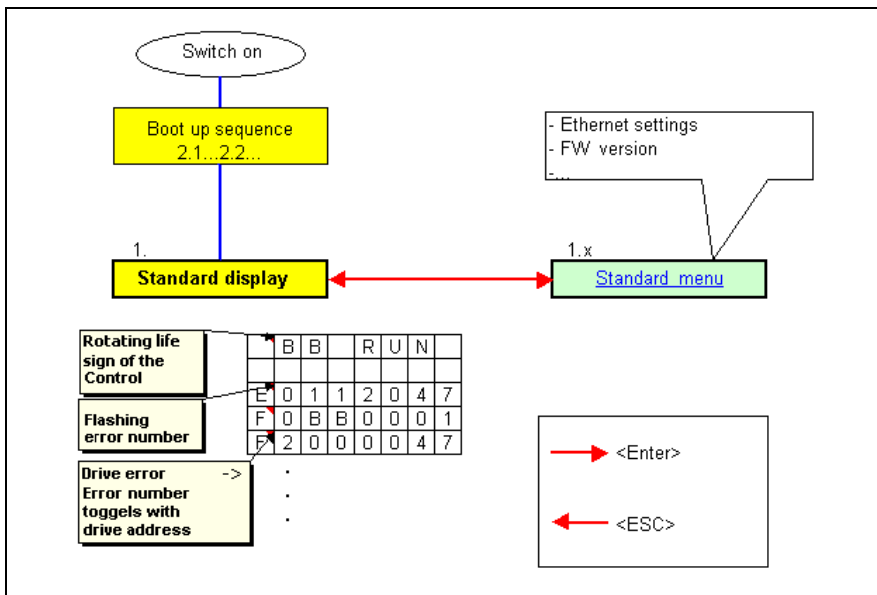 Switch on
Boot up sequence
2.1...2.2...
- Ethernet settings
- FW version
-...
1.
Standard display
1.x
Standard menu
Rotating life
sign of the
Control
B B R U N
E 0 1 1 2 0 4 7
F 0 B B 0 0 0 1
F 2 0 0 0 0 4 7
.
.
.
Flashing
error number
Drive error ->
Error number
toggels with
drive address
<Enter>
<ESC>